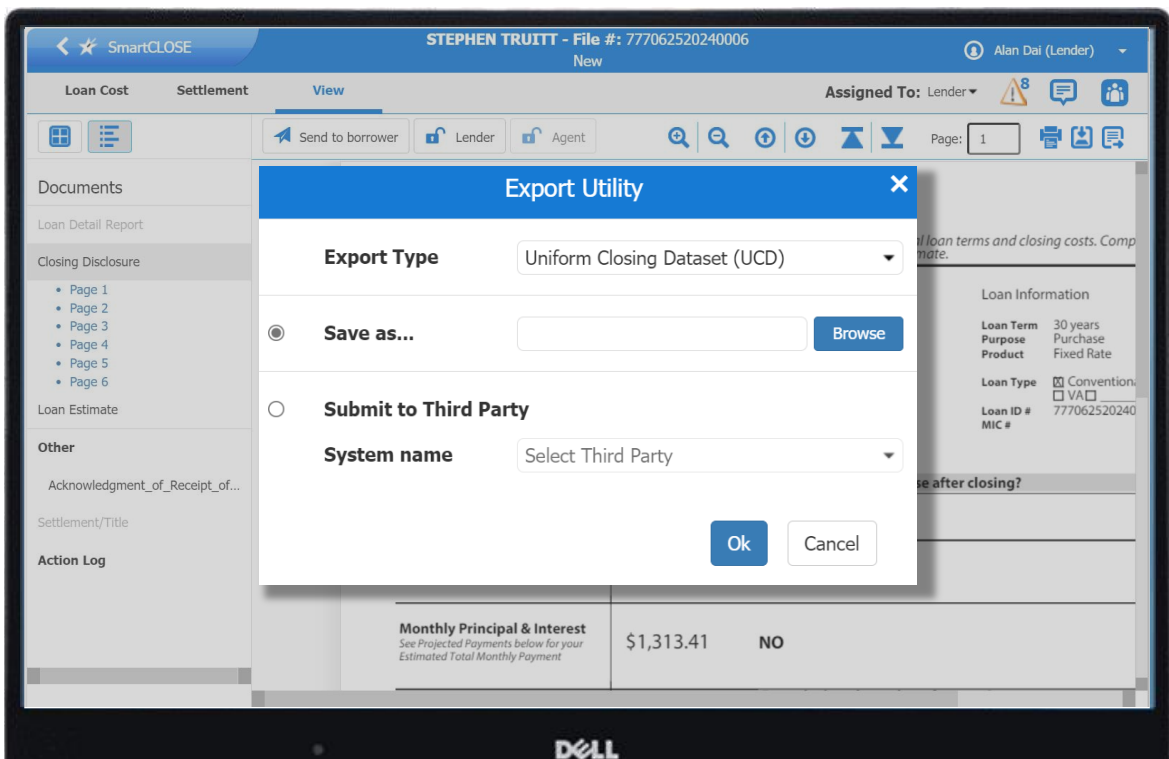 SmartCLOSE
STEPHEN TRUITT - File #: 777062520240006
New
Alan Dai (Lender)
Loan Cost Settlement View
Assigned To: Lender
8
Send to borrower Lender Agent
Page: 1
Documents
Loan Detail Report
Closing Disclosure
• Page 1
• Page 2
• Page 3
• Page 4
• Page 5
• Page 6
Loan Estimate
Other
Acknowledgment_of_Receipt_of...
Settlement/Title
Action Log
Export Utility
Export Type Uniform Closing Dataset (UCD)
Save as... Browse
Submit to Third Party
System name Select Third Party
Ok Cancel
loan terms and closing costs. Comp
mate.
Loan Information
Loan Term 30 years
Purpose Purchase
Product Fixed Rate
Loan Type ☒ Convention
☐ VA ☐
Loan ID # 777062520240
MIC #
se after closing?
Monthly Principal & Interest
See Projected Payments below for your
Estimated Total Monthly Payment
$1,313.41 NO
DELL